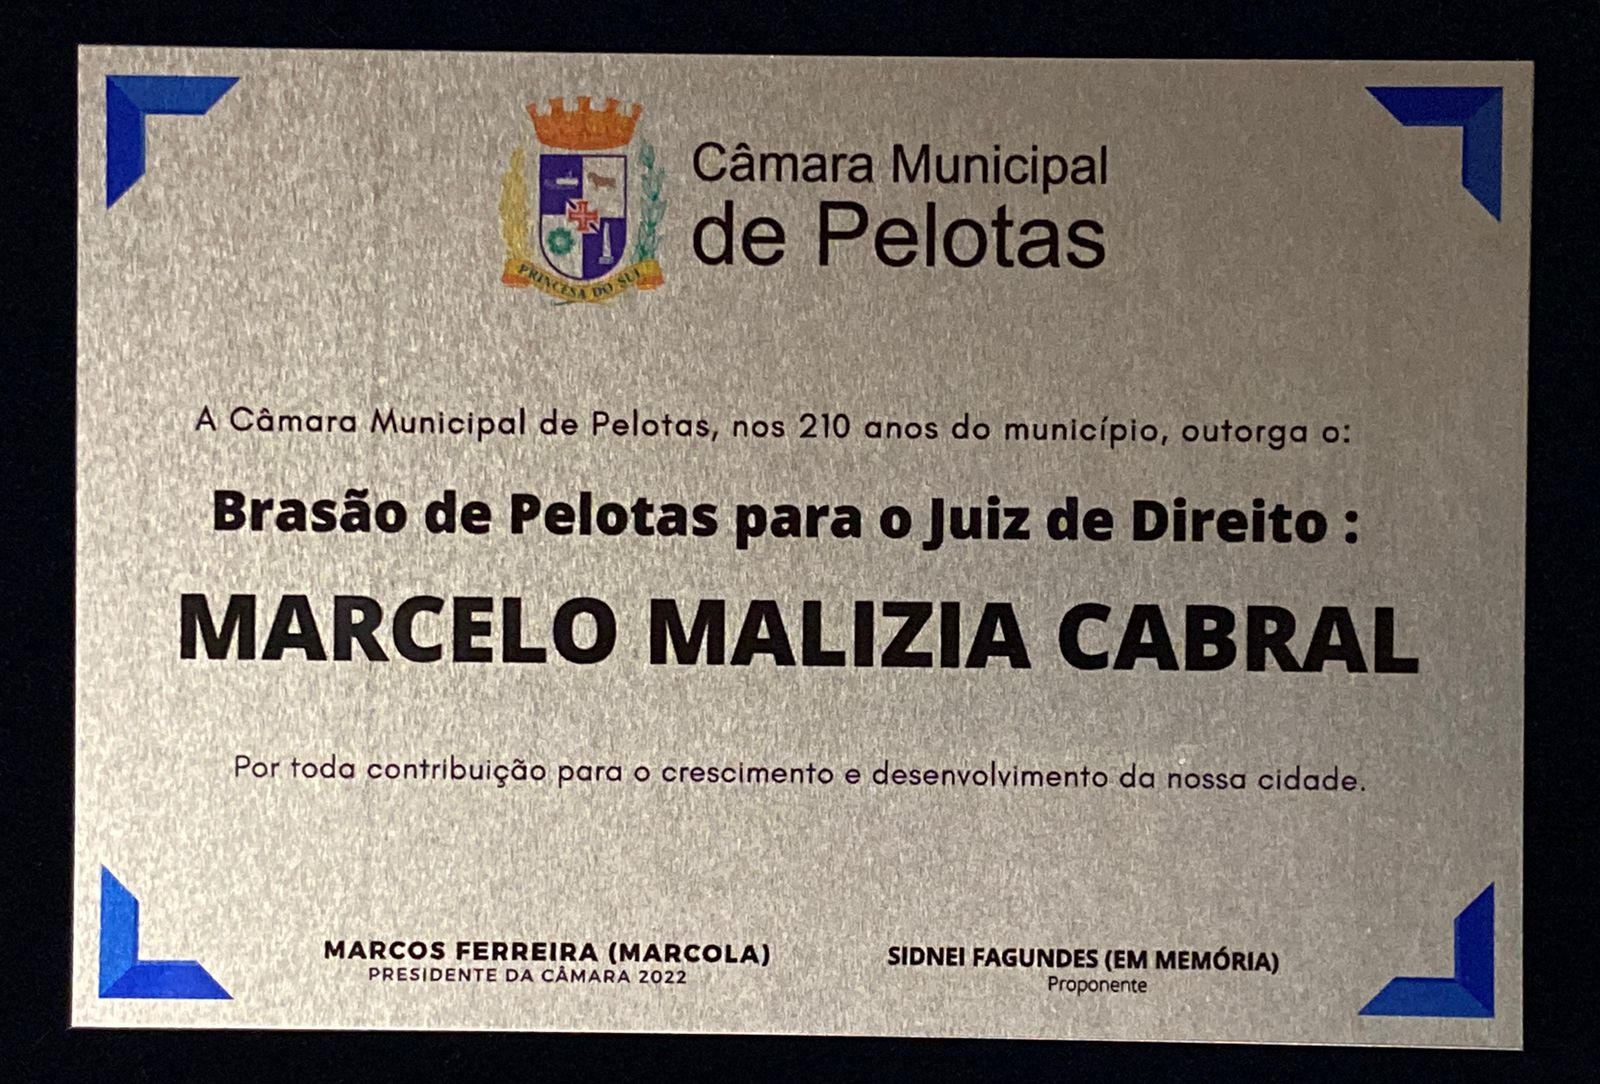 Câmara Municipal
de Pelotas
PRINCESA DO SUL
A Câmara Municipal de Pelotas, nos 210 anos do município, outorga o:
Brasão de Pelotas para o Juiz de Direito :
MARCELO MALIZIA CABRAL
Por toda contribuição para o crescimento e desenvolvimento da nossa cidade.
MARCOS FERREIRA (MARCOLA)
PRESIDENTE DA CÂMARA 2022
SIDNEI FAGUNDES (EM MEMÓRIA)
Proponente